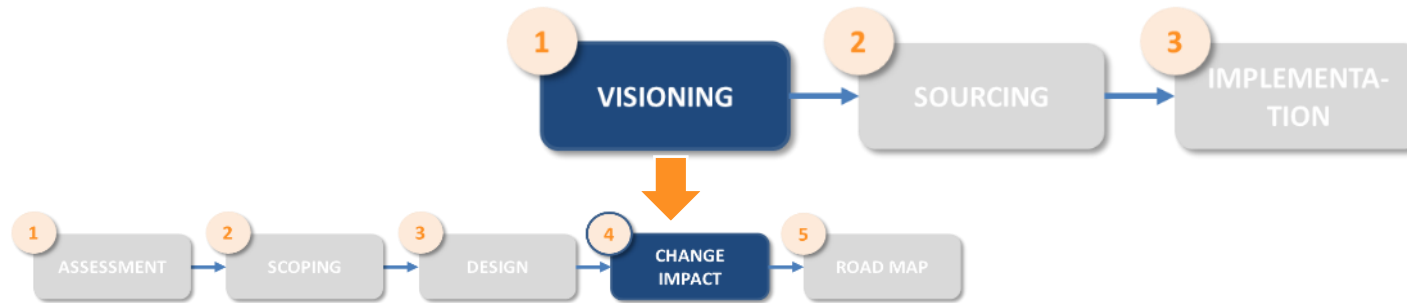 1
VISIONING
2
SOURCING
3
IMPLEMENTA-
TION
1
ASSESSMENT
2
SCOPING
3
DESIGN
4
CHANGE
IMPACT
5
ROAD MAP